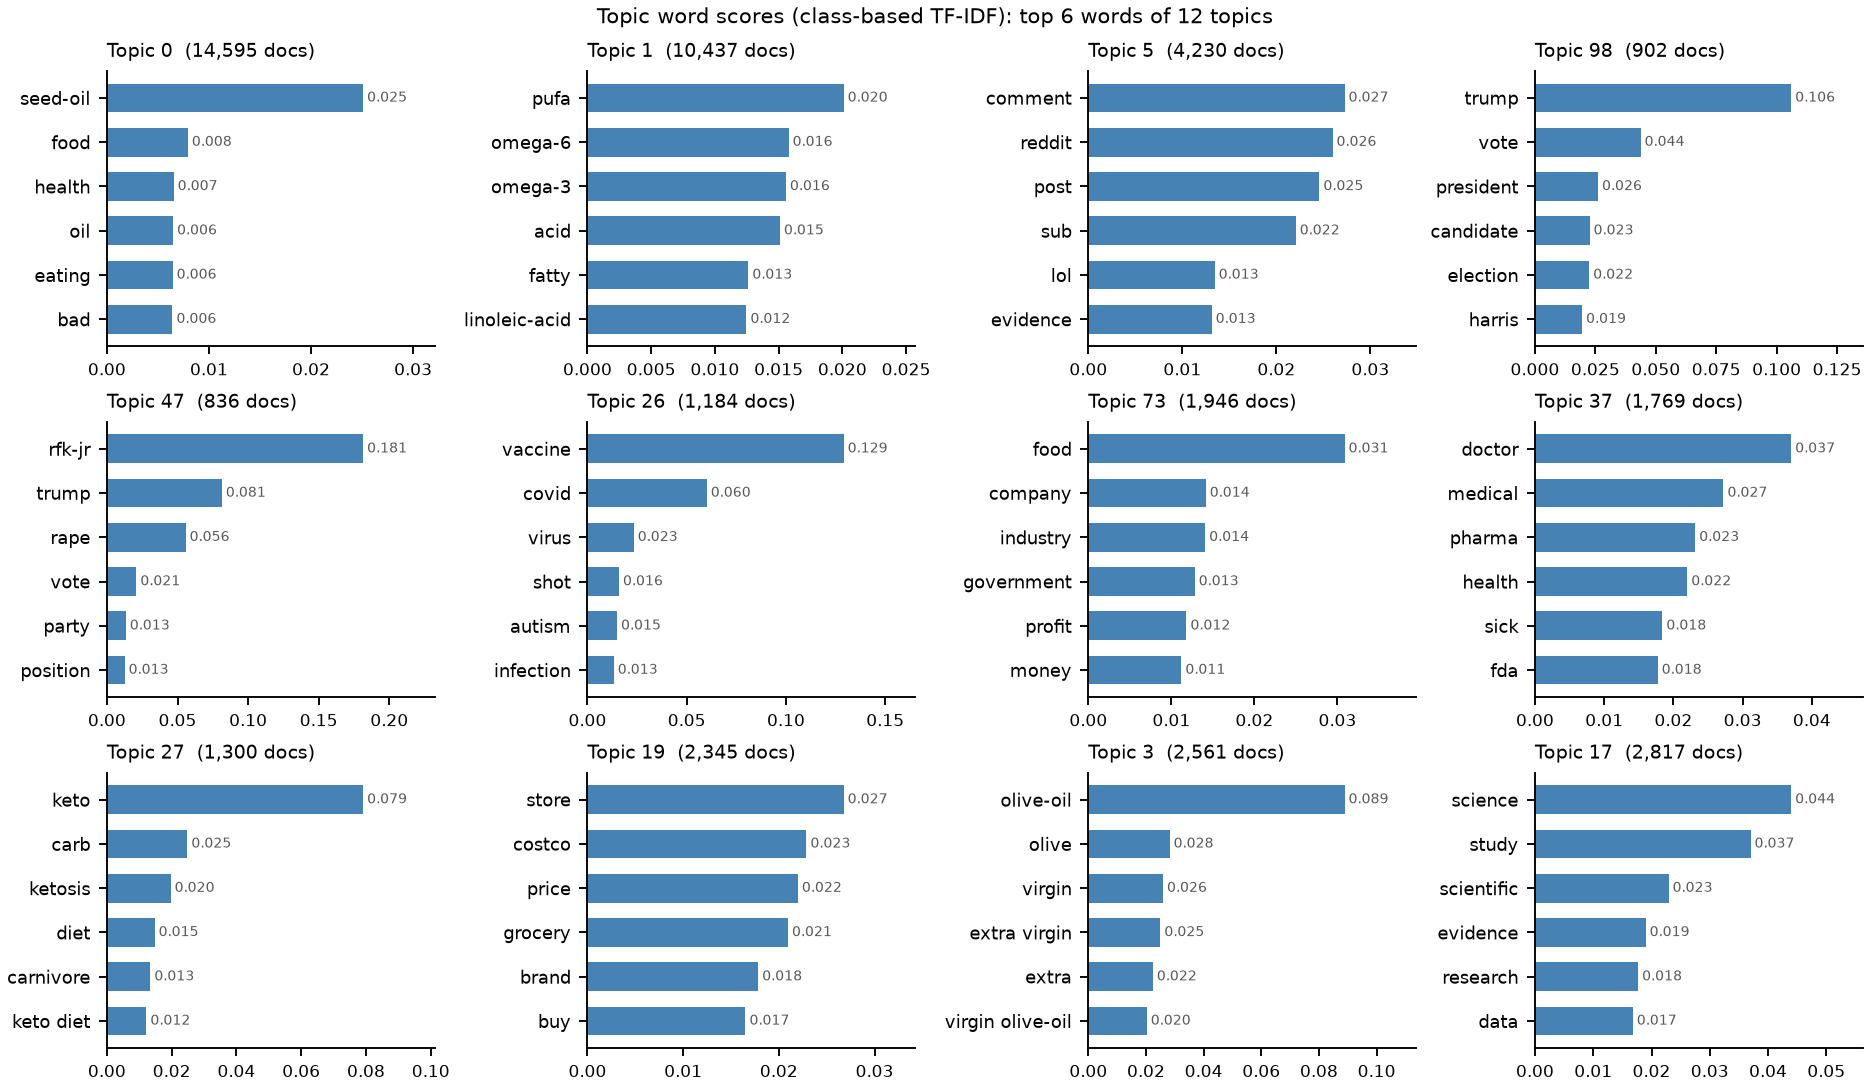 Topic word scores (class-based TF-IDF): top 6 words of 12 topics
Topic 0  (14,595 docs)
seed-oil 0.025
food 0.008
health 0.007
oil 0.006
eating 0.006
bad 0.006
0.00 0.01 0.02 0.03
Topic 1  (10,437 docs)
pufa 0.020
omega-6 0.016
omega-3 0.016
acid 0.015
fatty 0.013
linoleic-acid 0.012
0.000 0.005 0.010 0.015 0.020 0.025
Topic 5  (4,230 docs)
comment 0.027
reddit 0.026
post 0.025
sub 0.022
lol 0.013
evidence 0.013
0.00 0.01 0.02 0.03
Topic 98  (902 docs)
trump 0.106
vote 0.044
president 0.026
candidate 0.023
election 0.022
harris 0.019
0.000 0.025 0.050 0.075 0.100 0.125
Topic 47  (836 docs)
rfk-jr 0.181
trump 0.081
rape 0.056
vote 0.021
party 0.013
position 0.013
0.00 0.05 0.10 0.15 0.20
Topic 26  (1,184 docs)
vaccine 0.129
covid 0.060
virus 0.023
shot 0.016
autism 0.015
infection 0.013
0.00 0.05 0.10 0.15
Topic 73  (1,946 docs)
food 0.031
company 0.014
industry 0.014
government 0.013
profit 0.012
money 0.011
0.00 0.01 0.02 0.03
Topic 37  (1,769 docs)
doctor 0.037
medical 0.027
pharma 0.023
health 0.022
sick 0.018
fda 0.018
0.00 0.01 0.02 0.03 0.04
Topic 27  (1,300 docs)
keto 0.079
carb 0.025
ketosis 0.020
diet 0.015
carnivore 0.013
keto diet 0.012
0.00 0.02 0.04 0.06 0.08 0.10
Topic 19  (2,345 docs)
store 0.027
costco 0.023
price 0.022
grocery 0.021
brand 0.018
buy 0.017
0.00 0.01 0.02 0.03
Topic 3  (2,561 docs)
olive-oil 0.089
olive 0.028
virgin 0.026
extra virgin 0.025
extra 0.022
virgin olive-oil 0.020
0.00 0.02 0.04 0.06 0.08 0.10
Topic 17  (2,817 docs)
science 0.044
study 0.037
scientific 0.023
evidence 0.019
research 0.018
data 0.017
0.00 0.01 0.02 0.03 0.04 0.05